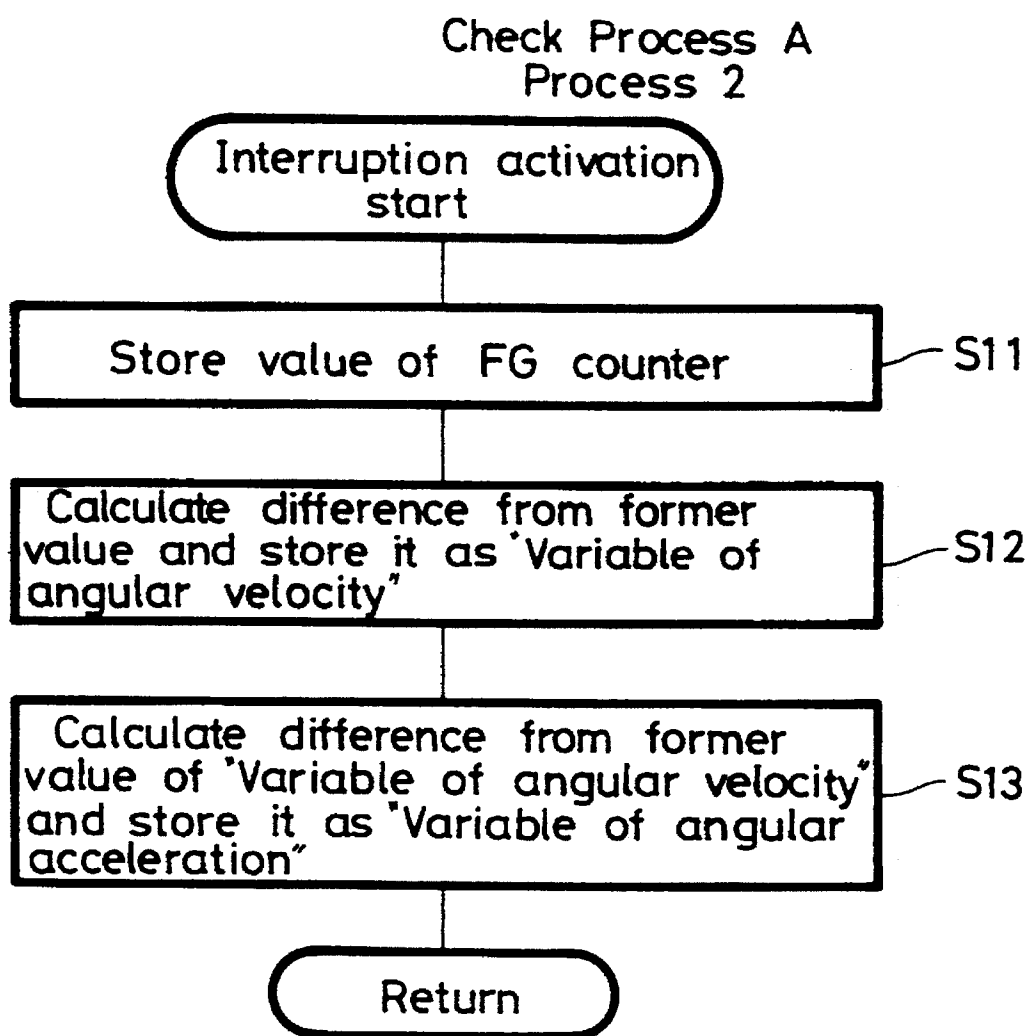 Check Process A
Process 2
Interruption activation
start
Store value of FG counter
S11
Calculate difference from former
value and store it as "Variable of
angular velocity"
S12
Calculate difference from former
value of "Variable of angular velocity"
and store it as "Variable of angular
acceleration"
S13
Return